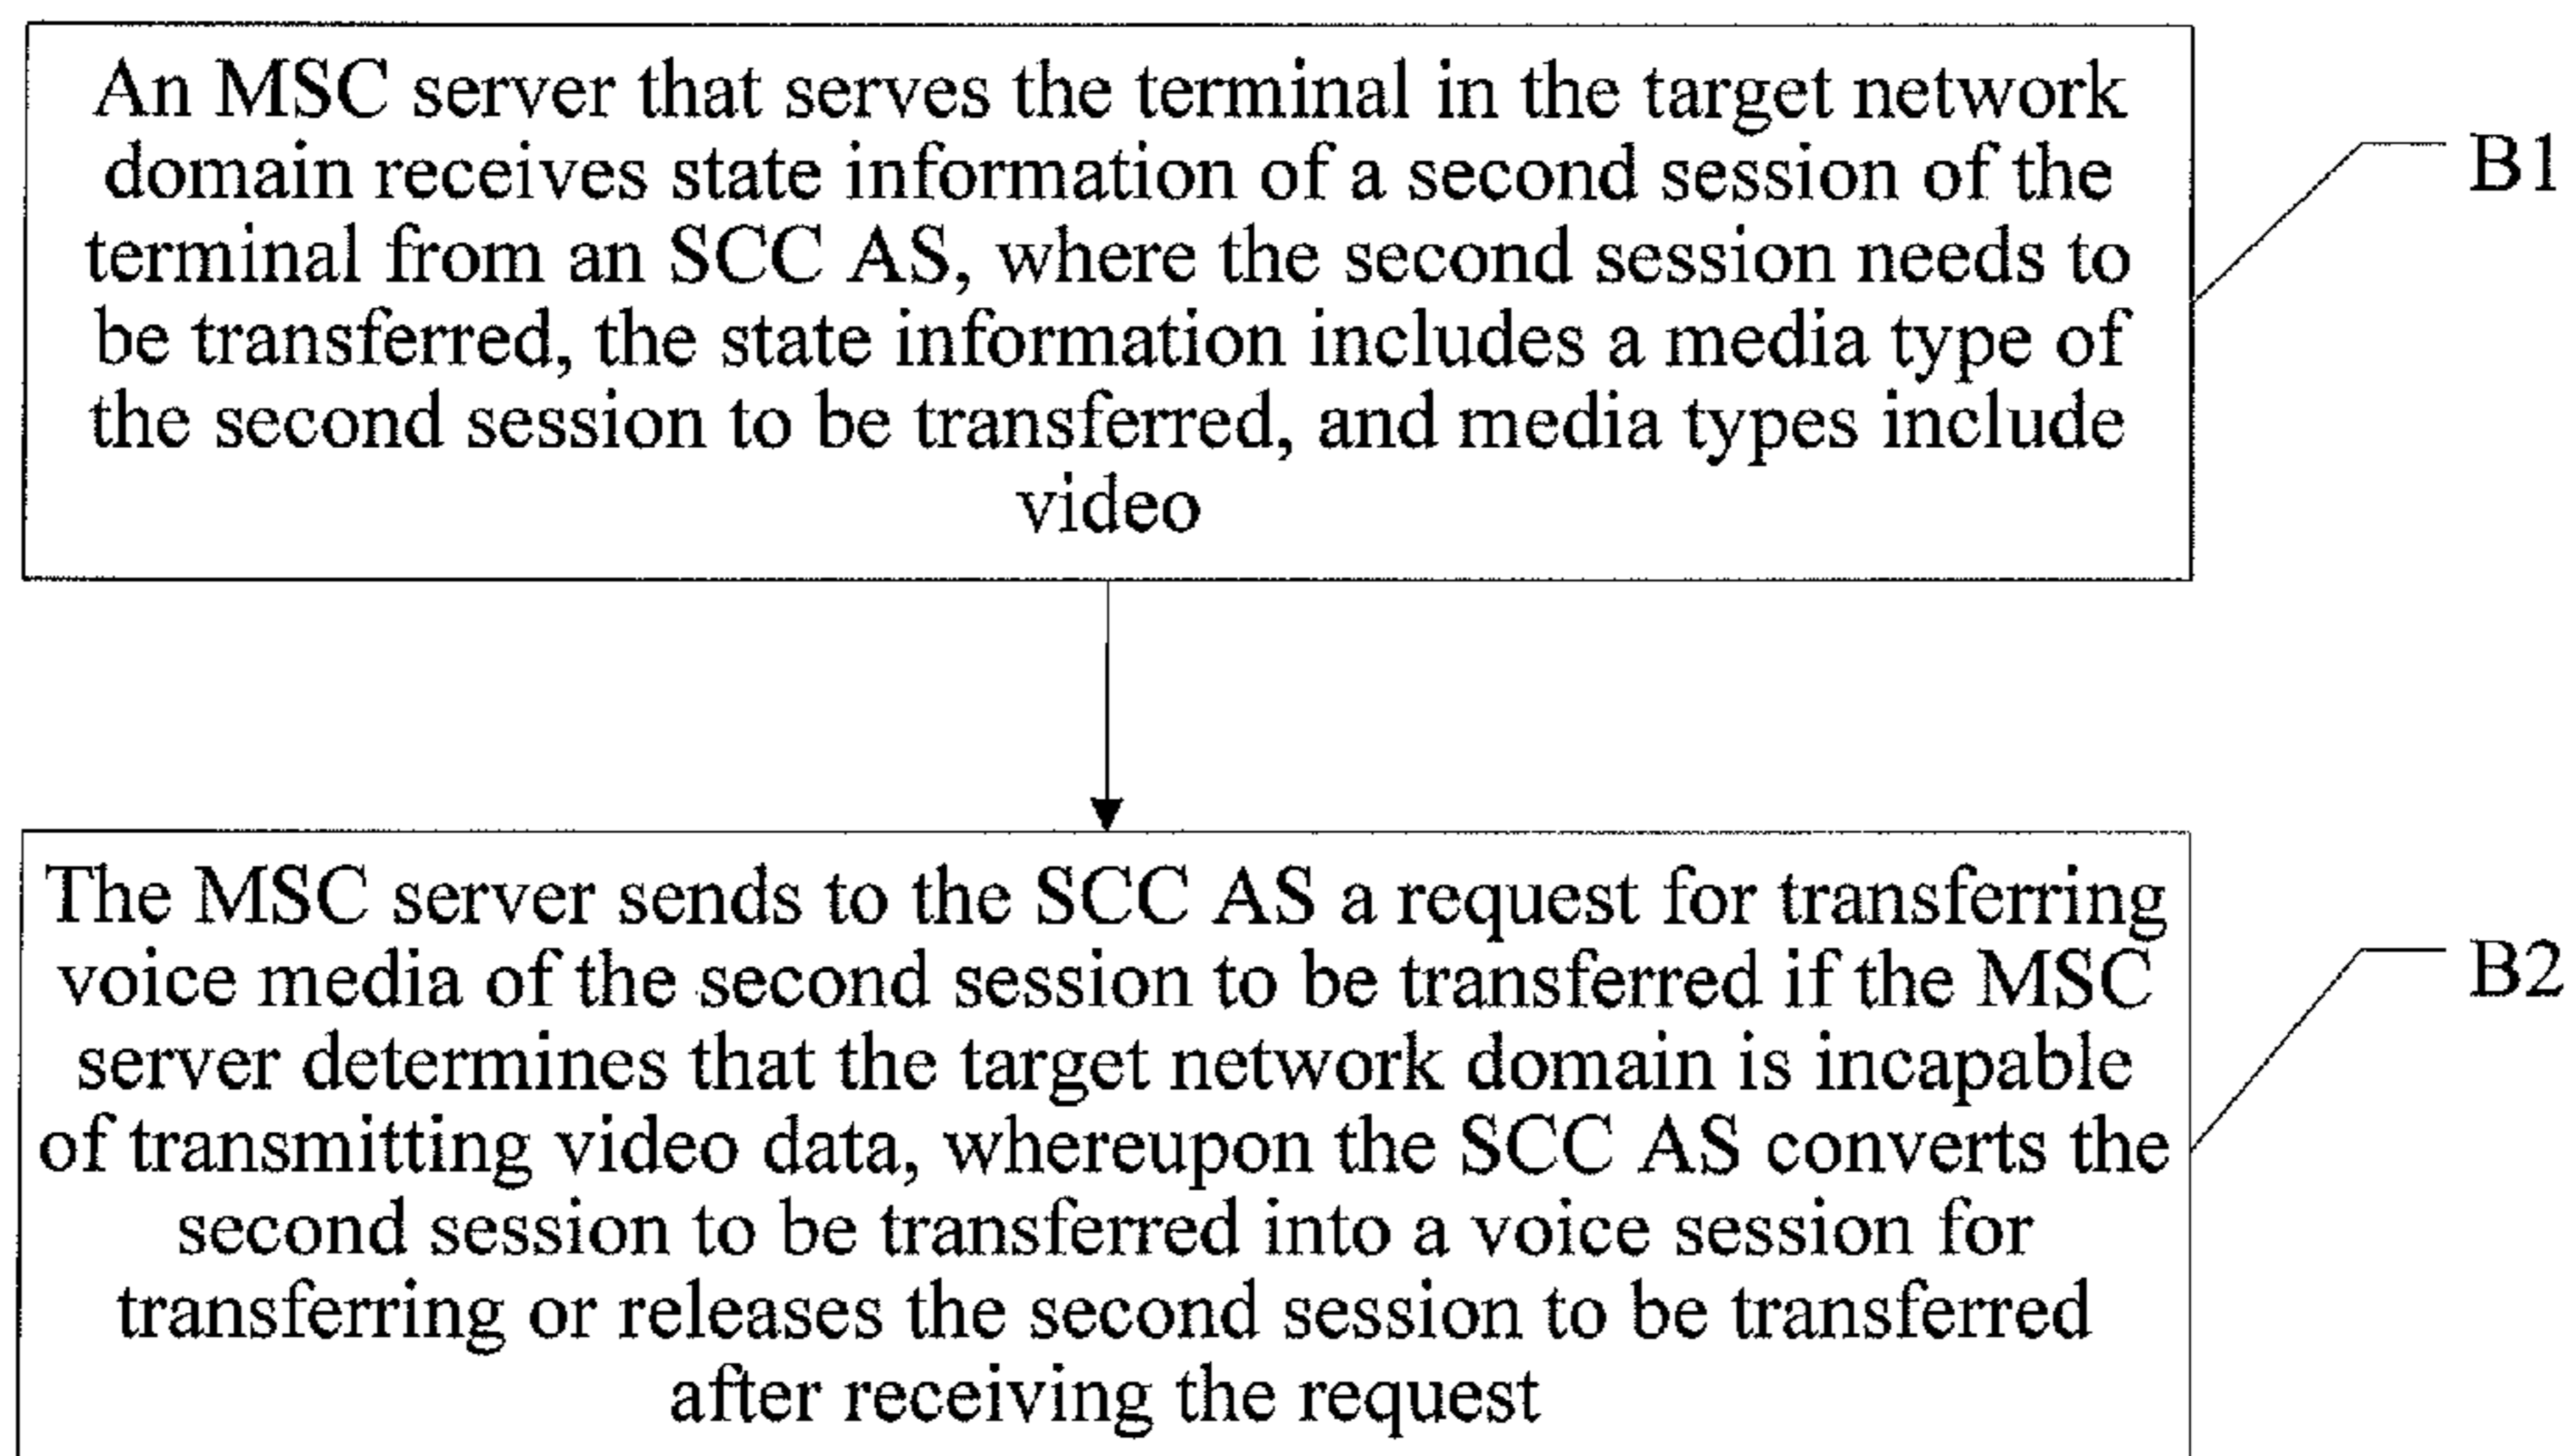 An MSC server that serves the terminal in the target network
domain receives state information of a second session of the
terminal from an SCC AS, where the second session needs to
be transferred, the state information includes a media type of
the second session to be transferred, and media types include
video
B1
The MSC server sends to the SCC AS a request for transferring
voice media of the second session to be transferred if the MSC
server determines that the target network domain is incapable
of transmitting video data, whereupon the SCC AS converts the
second session to be transferred into a voice session for
transferring or releases the second session to be transferred
after receiving the request
B2